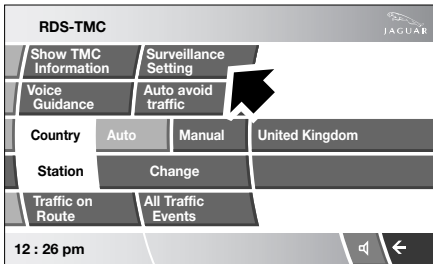 RDS-TMC
JAGUAR
Show TMC Information
Surveillance Setting
Voice Guidance
Auto avoid traffic
Country
Auto
Manual
United Kingdom
Station
Change
Traffic on Route
All Traffic Events
12 : 26 pm